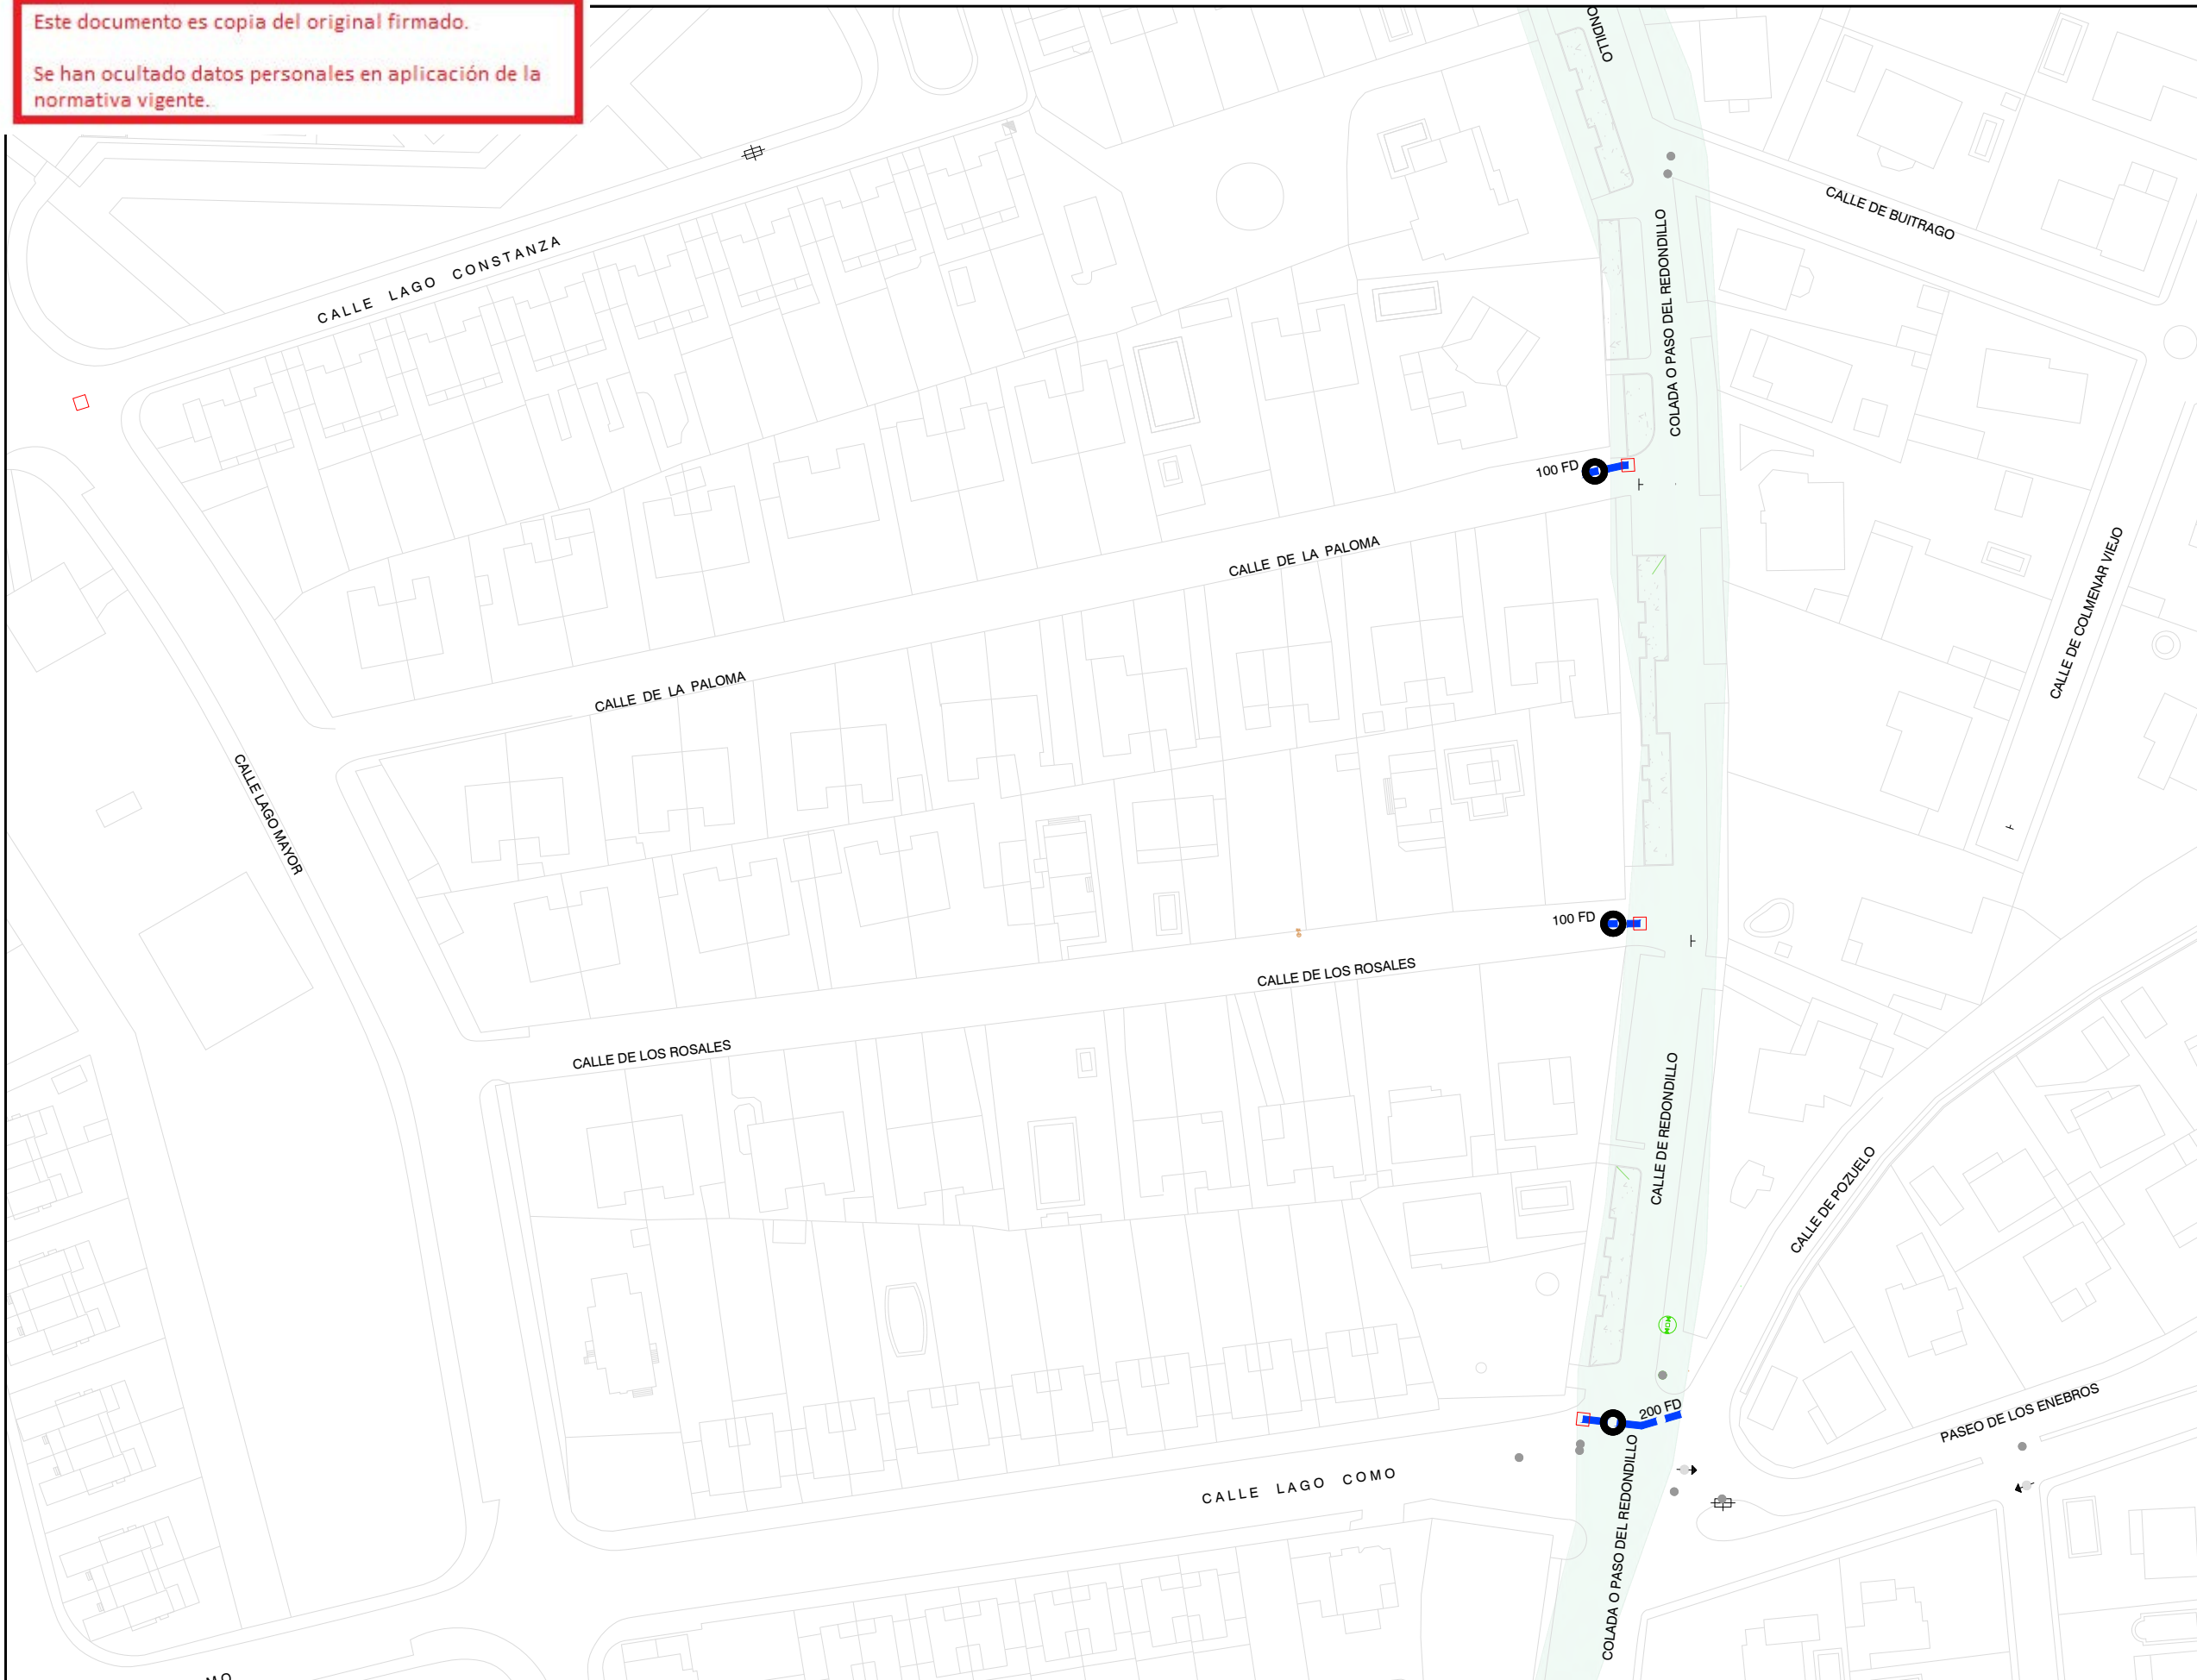 Este documento es copia del original firmado.
Se han ocultado datos personales en aplicación de la
normativa vigente.
ONDILLO
CALLE DE BUITRAGO
CALLE LAGO CONSTANZA
COLADA O PASO DEL REDONDILLO
100 FD
CALLE DE LA PALOMA
CALLE DE COLMENAR VIEJO
CALLE DE LA PALOMA
CALLE LAGO MAYOR
100 FD
CALLE DE LOS ROSALES
CALLE DE LOS ROSALES
CALLE DE REDONDILLO
CALLE DE POZUELO
200 FD
PASEO DE LOS ENEBROS
CALLE LAGO COMO
COLADA O PASO DEL REDONDILLO
MO